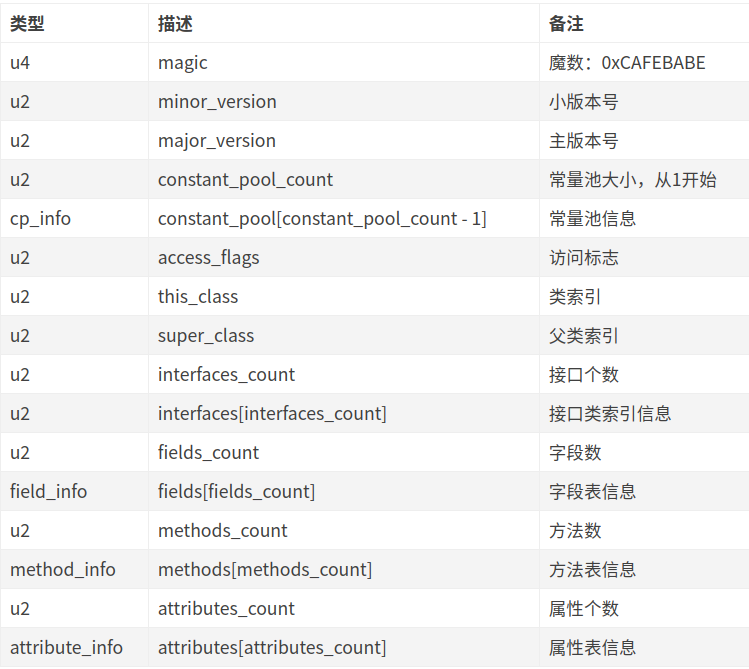 类型 描述 备注
u4 magic 魔数：0xCAFEBABE
u2 minor_version 小版本号
u2 major_version 主版本号
u2 constant_pool_count 常量池大小，从1开始
cp_info constant_pool[constant_pool_count - 1] 常量池信息
u2 access_flags 访问标志
u2 this_class 类索引
u2 super_class 父类索引
u2 interfaces_count 接口个数
u2 interfaces[interfaces_count] 接口类索引信息
u2 fields_count 字段数
field_info fields[fields_count] 字段表信息
u2 methods_count 方法数
method_info methods[methods_count] 方法表信息
u2 attributes_count 属性个数
attribute_info attributes[attributes_count] 属性表信息